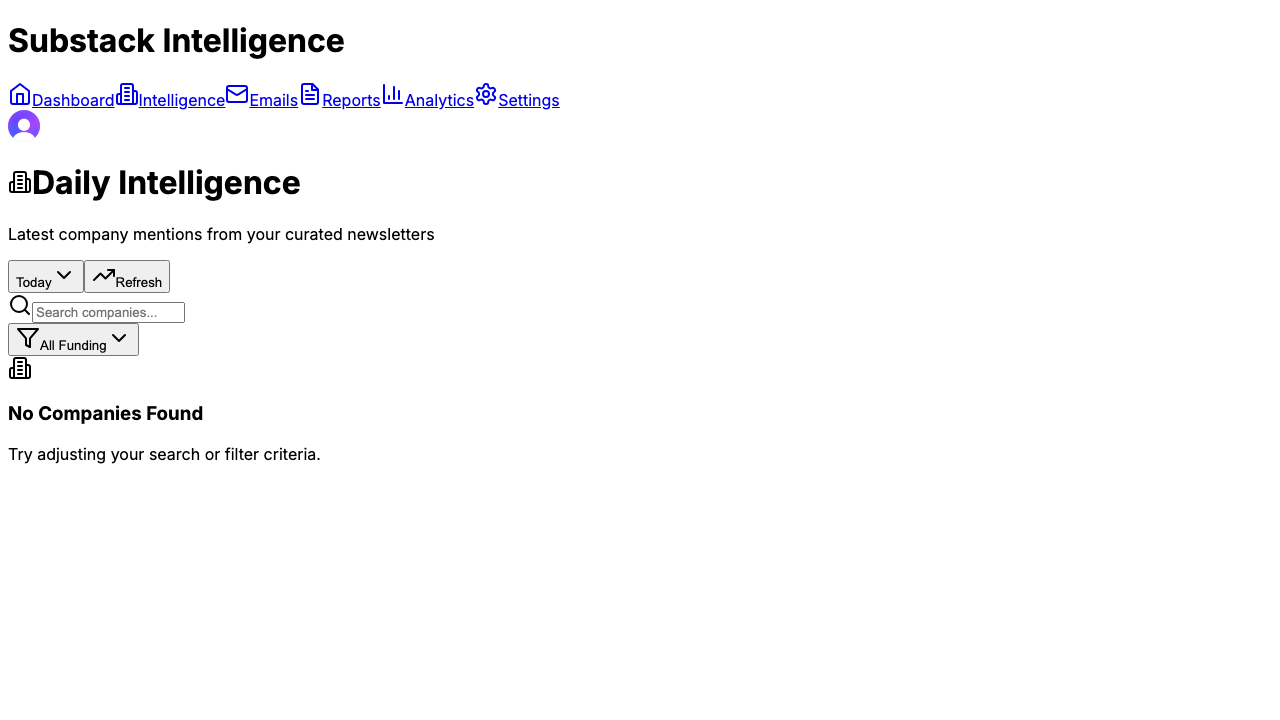 Substack Intelligence
Dashboard Intelligence Emails Reports Analytics Settings
Daily Intelligence
Latest company mentions from your curated newsletters
Today Refresh
Search companies...
All Funding
No Companies Found
Try adjusting your search or filter criteria.